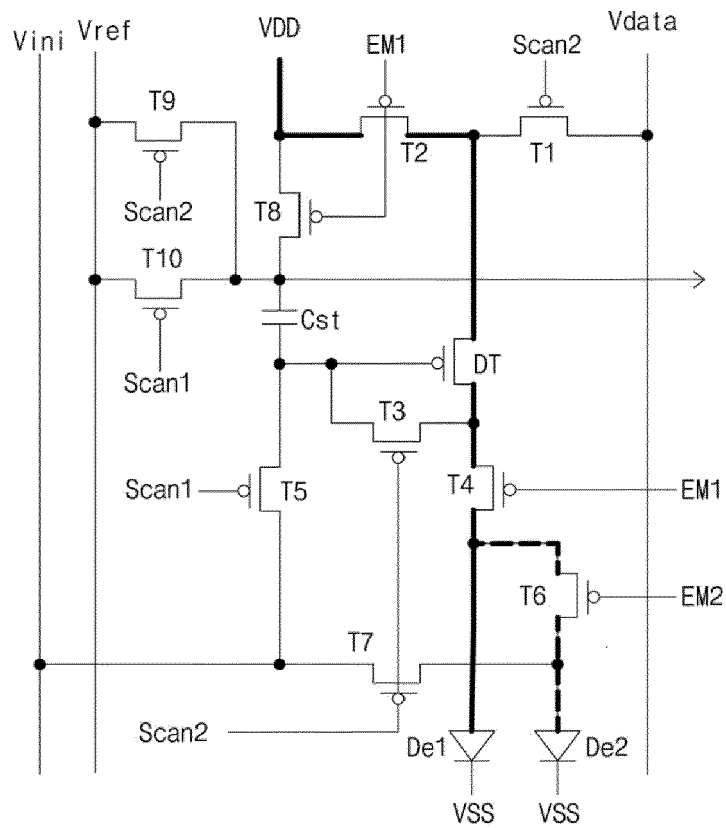 Vini
Vref
VDD
EM1
Scan2
Vdata
T9
T2
T1
Scan2
T8
T10
Cst
Scan1
DT
T3
Scan1
T5
T4
EM1
T6
EM2
T7
Scan2
De1
De2
VSS
VSS